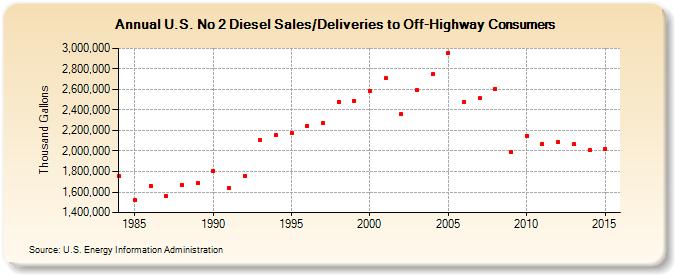 Annual U.S. No 2 Diesel Sales/Deliveries to Off-Highway Consumers
Thousand Gallons
3,000,000
2,800,000
2,600,000
2,400,000
2,200,000
2,000,000
1,800,000
1,600,000
1,400,000
1985 1990 1995 2000 2005 2010 2015
Source: U.S. Energy Information Administration